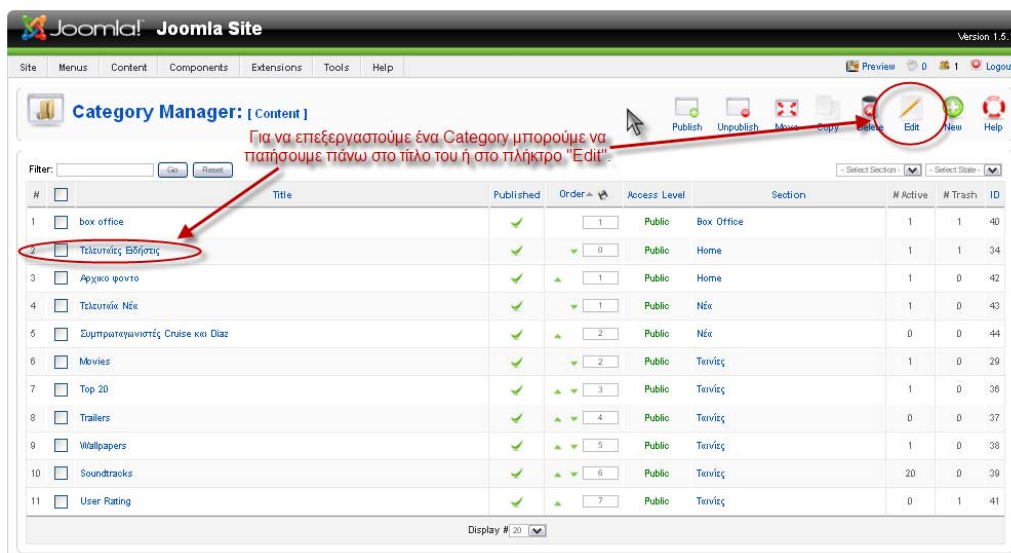 Joomla! Joomla Site
Version 1.5.
Site Menus Content Components Extensions Tools Help Preview 0 1 Logou
Category Manager: [ Content ]
Publish Unpublish Move Copy Delete Edit New Help
Για να επεξεργαστούμε ένα Category μπορούμε να
πατήσουμε πάνω στο τίτλο του ή στο πλήκτρο "Edit".
Filter: Go Reset - Select Section - - Select State -
# Title Published Order Access Level Section # Active # Trash ID
1 box office 1 Public Box Office 1 1 40
2 Τελευταίες Ειδήσεις 0 Public Home 1 1 34
3 Αρχικο φοντο 1 Public Home 1 0 42
4 Τελευταία Νέα 1 Public Νέα 1 0 43
5 Συμπρωταγωνιστές Cruise και Diaz 2 Public Νέα 0 0 44
6 Movies 2 Public Ταινίες 1 0 29
7 Top 20 3 Public Ταινίες 1 0 36
8 Trailers 4 Public Ταινίες 0 0 37
9 Wallpapers 5 Public Ταινίες 1 0 38
10 Soundtracks 6 Public Ταινίες 20 0 39
11 User Rating 7 Public Ταινίες 0 1 41
Display # 20